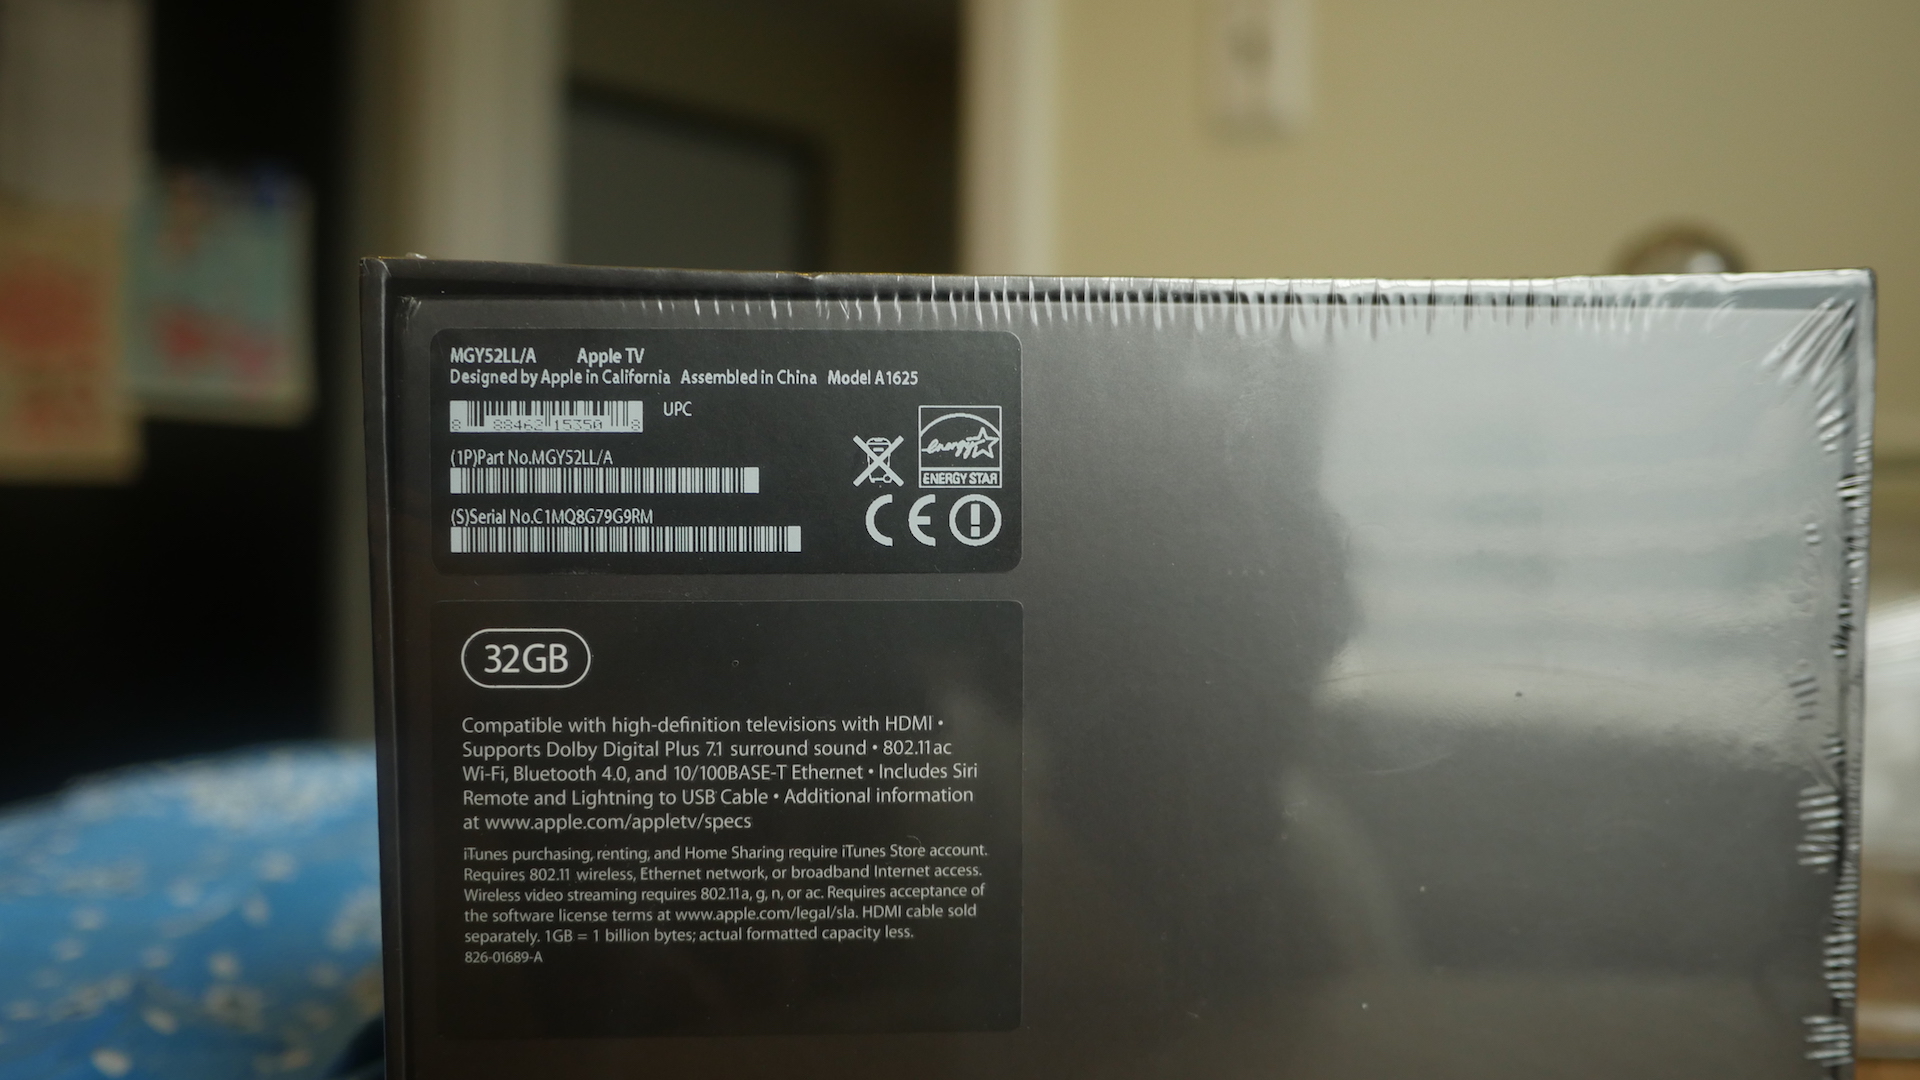 MGY52LL/A Apple TV
Designed by Apple in California Assembled in China Model A1625
UPC
8 88462 15350 8
(1P)Part No.MGY52LL/A
(S)Serial No.C1MQ8G79G9RM
energy
ENERGY STAR
CE
32GB
Compatible with high-definition televisions with HDMI •
Supports Dolby Digital Plus 7.1 surround sound • 802.11ac
Wi-Fi, Bluetooth 4.0, and 10/100BASE-T Ethernet • Includes Siri
Remote and Lightning to USB Cable • Additional information
at www.apple.com/appletv/specs
iTunes purchasing, renting, and Home Sharing require iTunes Store account.
Requires 802.11 wireless, Ethernet network, or broadband Internet access.
Wireless video streaming requires 802.11a, g, n, or ac. Requires acceptance of
the software license terms at www.apple.com/legal/sla. HDMI cable sold
separately. 1GB = 1 billion bytes; actual formatted capacity less.
826-01689-A